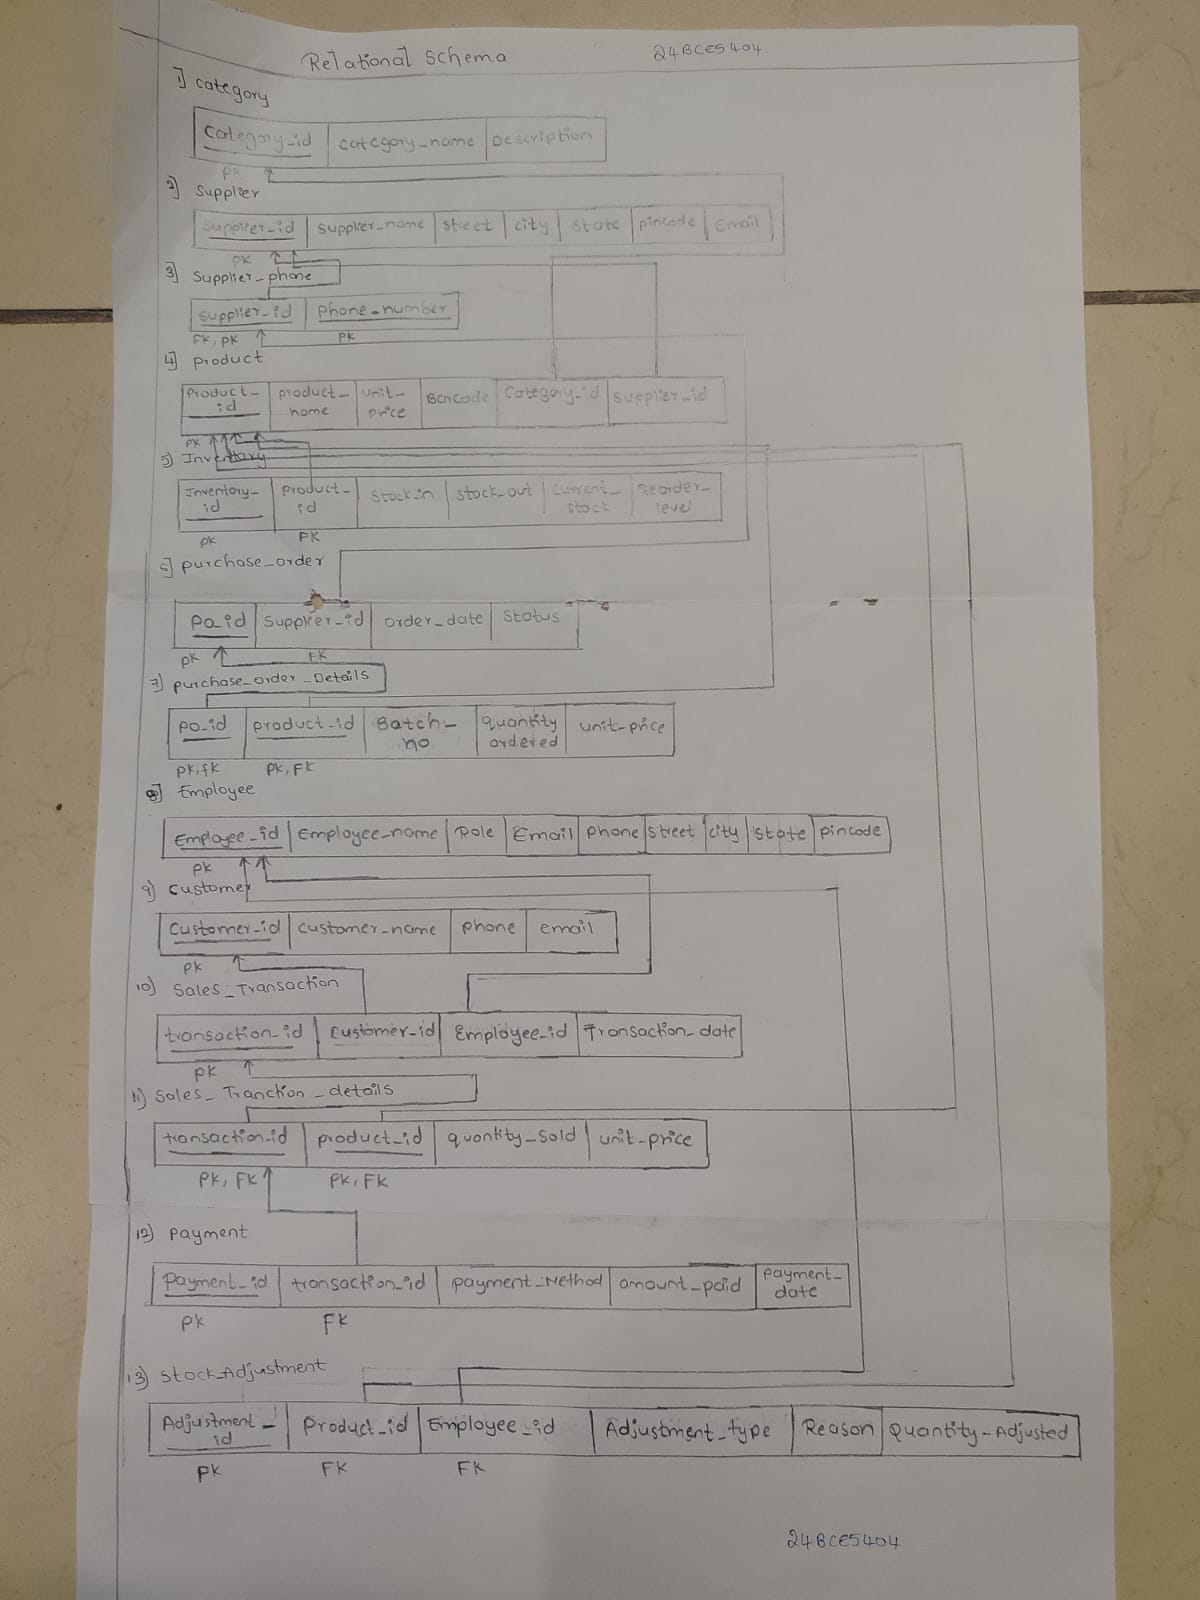 Relational Schema 24BCE5404
1] category
Category_id category_name Description
PK
2] Supplier
Supplier_id Supplier_name Street city State pincode Email
PK
3] Supplier_phone
Supplier_id phone_number
FK, PK PK
4] product
product_id product_name unit_price Barcode Category_id Supplier_id
PK
5) Inventory
Inventory_id product_id Stock_in stock_out Current_stock Reorder_level
PK FK
6] purchase_order
po_id Supplier_id order_date Status
PK FK
7] purchase_order_Details
po_id product_id Batch_no quantity ordered unit-price
PK, fk PK, FK
8] Employee
Employee_id Employee_name Role Email phone street city state pincode
PK
9) Customer
Customer_id customer_name phone email
PK
10) Sales_Transaction
transaction_id Customer_id Employee_id Transaction_date
PK
11) Sales_Tranction_details
transaction_id product_id quantity_Sold unit-price
PK, FK PK, FK
12) payment
Payment_id transaction_id payment_Method amount_paid payment_date
PK FK
13) Stock_Adjustment
Adjustment_id Product_id Employee_id Adjustment_type Reason Quantity_Adjusted
PK FK FK
24BCE5404